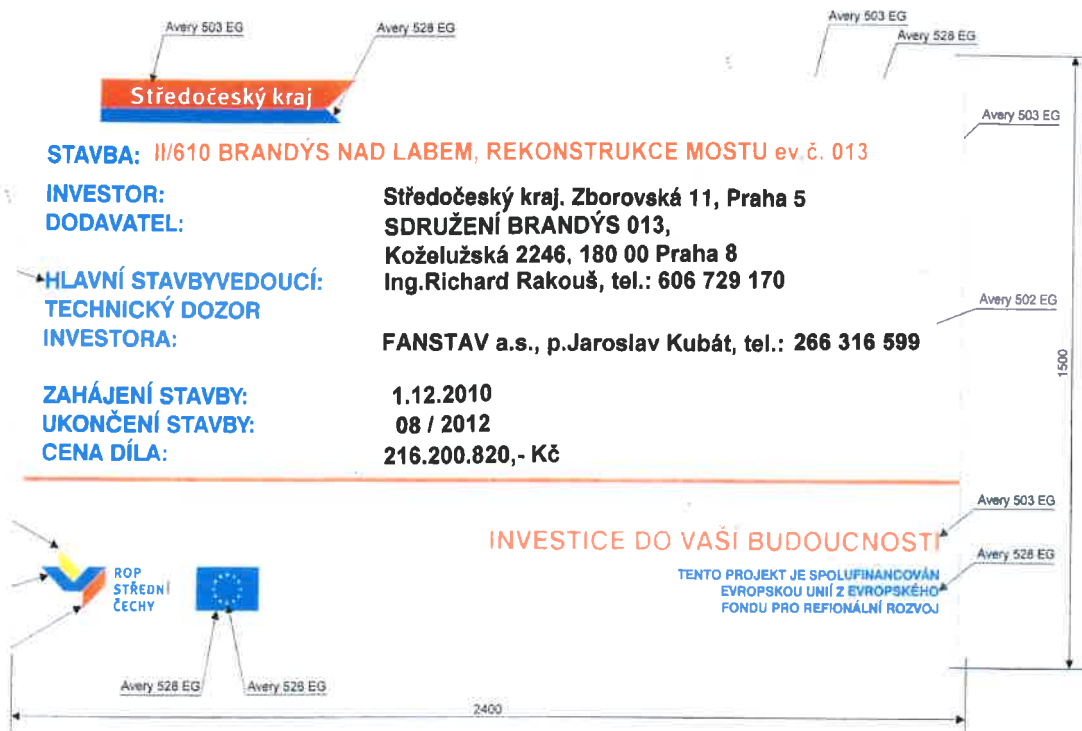 Avery 503 EG
Avery 528 EG
Avery 503 EG
Avery 528 EG
Středočeský kraj
Avery 503 EG
STAVBA: II/610 BRANDÝS NAD LABEM, REKONSTRUKCE MOSTU ev.č. 013
INVESTOR: Středočeský kraj. Zborovská 11, Praha 5
DODAVATEL: SDRUŽENÍ BRANDÝS 013,
Koželužská 2246, 180 00 Praha 8
HLAVNÍ STAVBYVEDOUCÍ: Ing.Richard Rakouš, tel.: 606 729 170
TECHNICKÝ DOZOR
Avery 502 EG
INVESTORA: FANSTAV a.s., p.Jaroslav Kubát, tel.: 266 316 599
1500
ZAHÁJENÍ STAVBY: 1.12.2010
UKONČENÍ STAVBY: 08 / 2012
CENA DÍLA: 216.200.820,- Kč
Avery 503 EG
INVESTICE DO VAŠÍ BUDOUCNOSTI
Avery 528 EG
ROP
STŘEDNÍ
ČECHY
TENTO PROJEKT JE SPOLUFINANCOVÁN
EVROPSKOU UNIÍ Z EVROPSKÉHO
FONDU PRO REFIONÁLNÍ ROZVOJ
Avery 528 EG
Avery 528 EG
2400